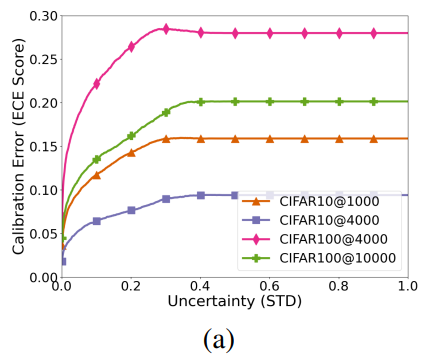 0.30
0.25
0.20
0.15
0.10
0.05
0.00
Calibration Error (ECE Score)
CIFAR10@1000
CIFAR10@4000
CIFAR100@4000
CIFAR100@10000
0.0 0.2 0.4 0.6 0.8 1.0
Uncertainty (STD)
(a)